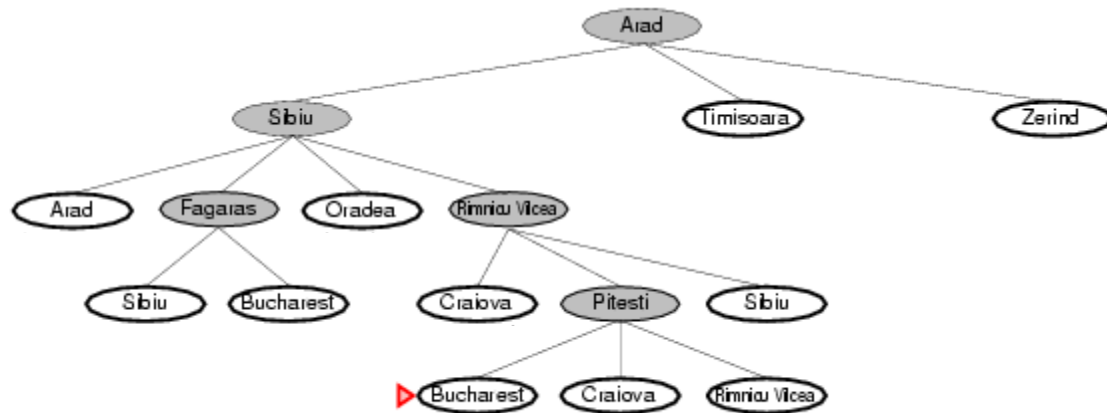 Arad
Sibiu Timisoara Zerind
Arad Fagaras Oradea Rimnicu Vilcea
Sibiu Bucharest Craiova Pitesti Sibiu
Bucharest Craiova Rimnicu Vilcea